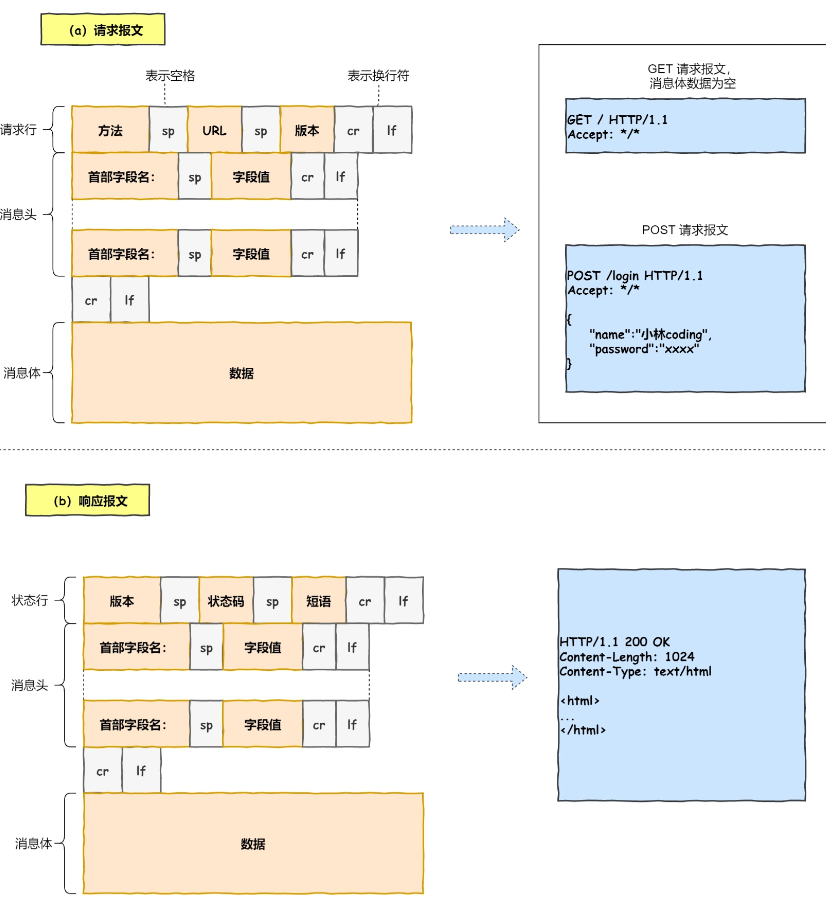 (a) 请求报文
表示空格
表示换行符
请求行
方法 sp URL sp 版本 cr lf
消息头
首部字段名: sp 字段值 cr lf
首部字段名: sp 字段值 cr lf
cr lf
消息体
数据
GET 请求报文,
消息体数据为空
GET / HTTP/1.1
Accept: */*
POST 请求报文
POST /login HTTP/1.1
Accept: */*
{
"name":"小林coding",
"password":"xxxx"
}
(b) 响应报文
状态行
版本 sp 状态码 sp 短语 cr lf
消息头
首部字段名: sp 字段值 cr lf
首部字段名: sp 字段值 cr lf
cr lf
消息体
数据
HTTP/1.1 200 OK
Content-Length: 1024
Content-Type: text/html
<html>
...
</html>